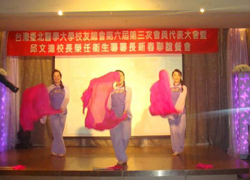 台灣臺北醫學大學校友總會第六屆第三次會員代表大會暨
邱文達校長榮任衛生署署長新春聯誼餐會